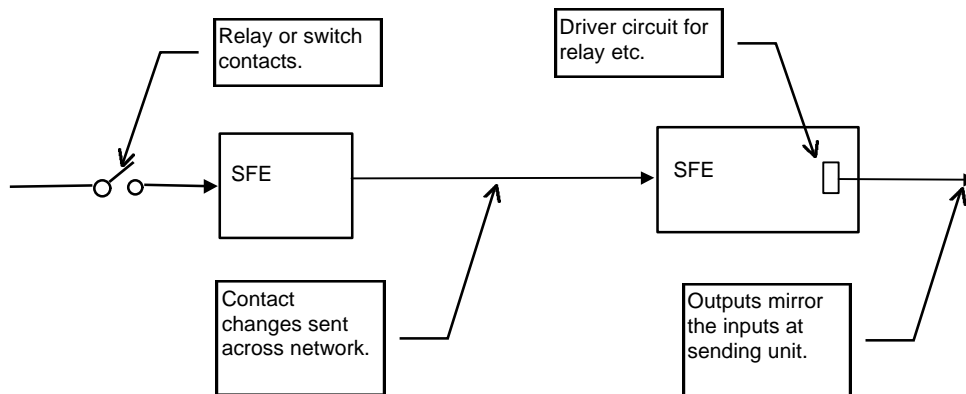 Relay or switch
contacts.
Driver circuit for
relay etc.
SFE
SFE
Contact
changes sent
across network.
Outputs mirror
the inputs at
sending unit.